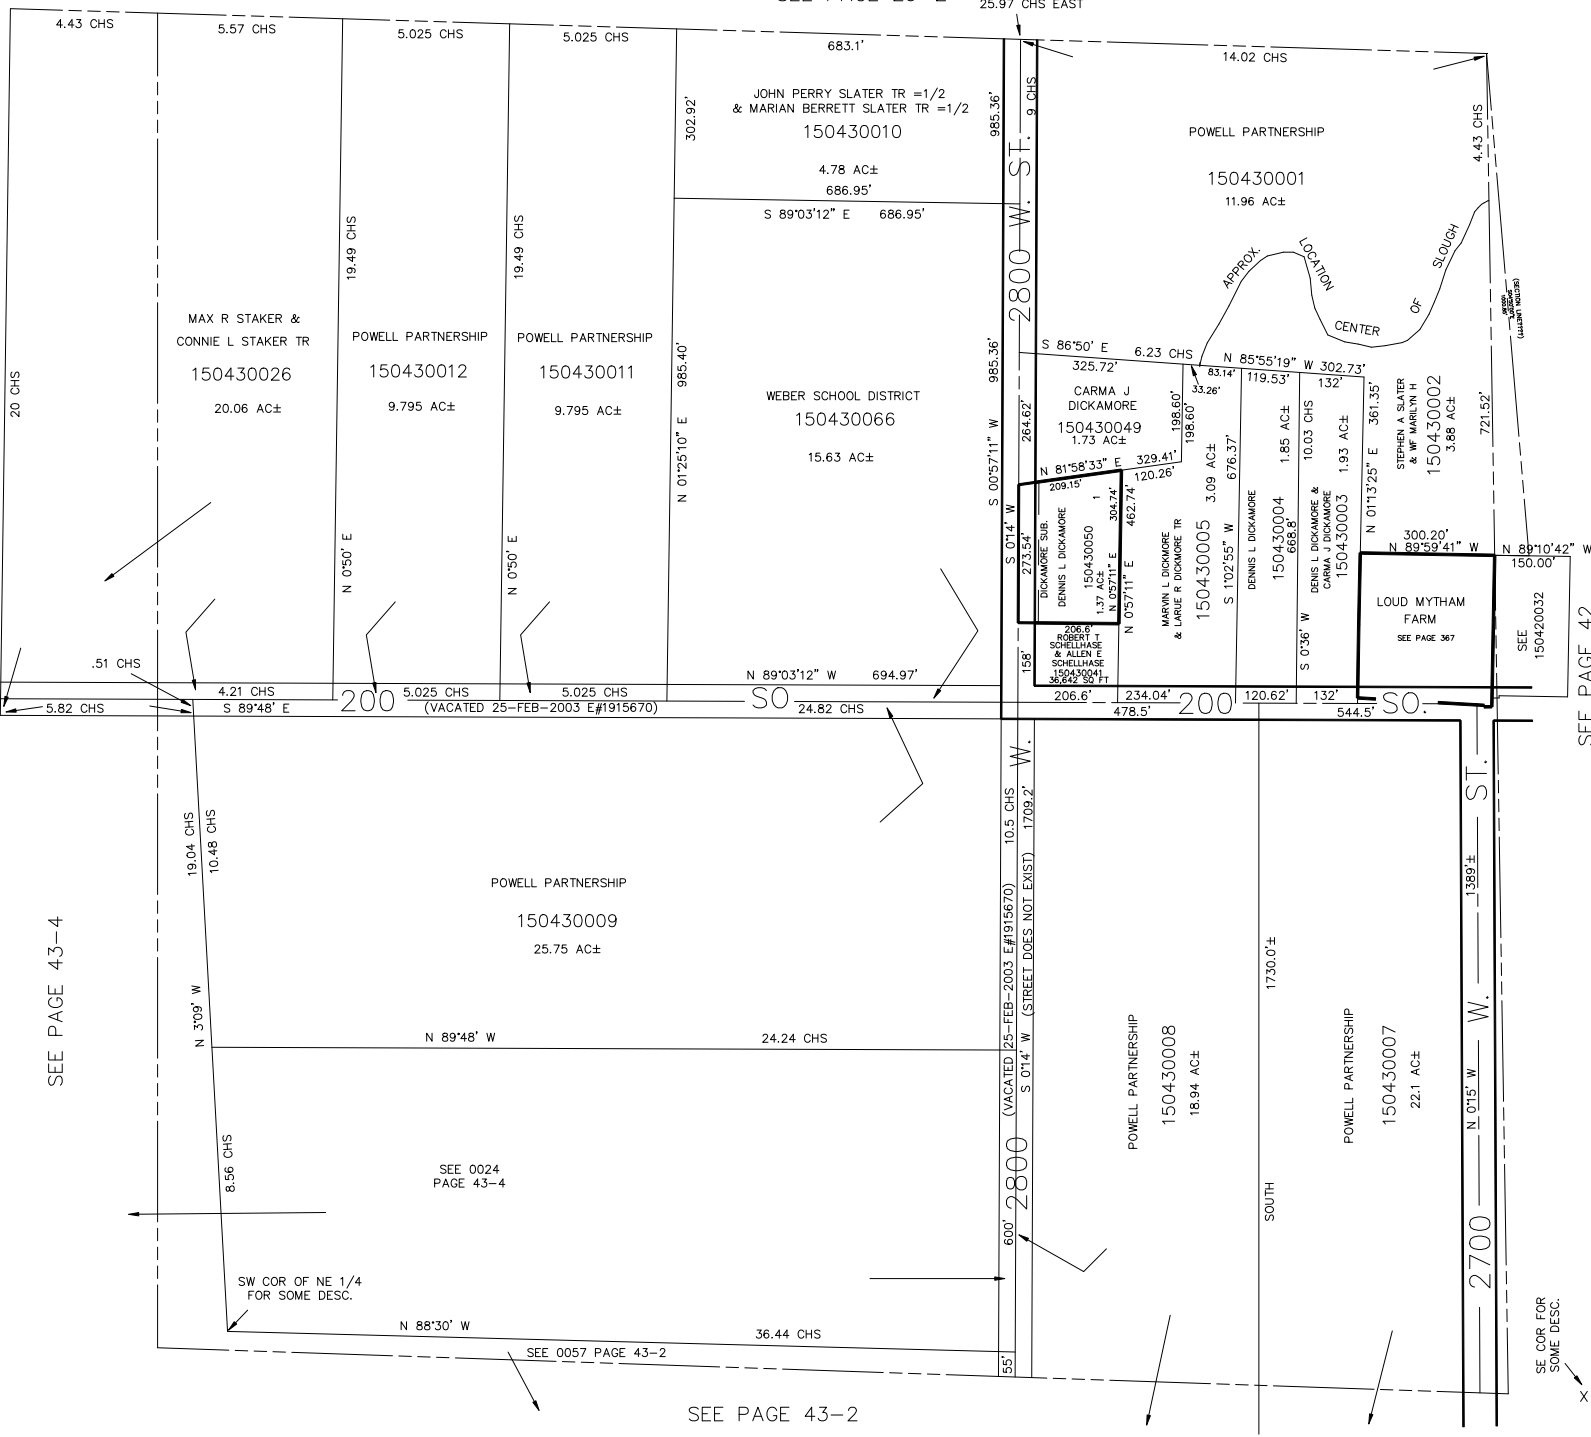 25.97 CHS EAST
4.43 CHS
5.57 CHS
5.025 CHS
5.025 CHS
683.1'
14.02 CHS
JOHN PERRY SLATER TR =1/2
& MARIAN BERRETT SLATER TR =1/2
150430010
4.78 AC±
686.95'
S 89°03'12" E 686.95'
302.92'
985.36'
9 CHS
2800 W. ST.
POWELL PARTNERSHIP
150430001
11.96 AC±
4.43 CHS
APPROX.
LOCATION
CENTER
OF
SLOUGH
20 CHS
MAX R STAKER &
CONNIE L STAKER TR
150430026
20.06 AC±
19.49 CHS
N 0°50' E
POWELL PARTNERSHIP
150430012
9.795 AC±
19.49 CHS
N 0°50' E
POWELL PARTNERSHIP
150430011
9.795 AC±
N 01°25'10" E 985.40'
WEBER SCHOOL DISTRICT
150430066
15.63 AC±
S 00°57'11" W 985.36'
S 86°50' E 6.23 CHS
325.72'
N 85°55'19" W 302.73'
83.14'
119.53'
132'
33.26'
CARMA J
DICKAMORE
150430049
1.73 AC±
264.62'
198.60'
198.60'
N 81°58'33" E 329.41'
209.15'
120.26'
S 0°14' W
273.54'
DICKAMORE SUB.
DENNIS L DICKAMORE
150430050
1.37 AC±
1
N 0°57'11" E 304.74'
N 0°57'11" E 462.74'
MARVIN L DICKMORE
& LARUE R DICKMORE TR
150430005
3.09 AC±
S 1°02'55" W 676.37'
DENNIS L DICKAMORE
150430004
1.85 AC±
668.8'
S 0°36' W 10.03 CHS
DENIS L DICKAMORE &
CARMA J DICKAMORE
150430003
1.93 AC±
N 01°13'25" E 361.35'
STEPHEN A SLATER
& WF MARILYN H
150430002
3.88 AC±
721.52'
300.20'
N 89°59'41" W
N 89°10'42" W
150.00'
LOUD MYTHAM
FARM
SEE PAGE 367
SEE
150420032
SEE PAGE 42
206.6'
ROBERT T
SCHELLHASE
& ALLEN E
SCHELLHASE
150430041
36,642 SQ FT
158'
.51 CHS
N 89°03'12" W 694.97'
4.21 CHS
5.025 CHS
5.025 CHS
206.6'
234.04'
120.62'
132'
5.82 CHS
S 89°48' E
200 SO
(VACATED 25-FEB-2003 E#1915670)
24.82 CHS
478.5'
200 SO.
544.5'
19.04 CHS
10.48 CHS
N 3°09' W
8.56 CHS
POWELL PARTNERSHIP
150430009
25.75 AC±
SEE PAGE 43-4
N 89°48' W
24.24 CHS
SEE 0024
PAGE 43-4
SW COR OF NE 1/4
FOR SOME DESC.
N 88°30' W
36.44 CHS
SEE 0057 PAGE 43-2
SEE PAGE 43-2
2800 W.
10.5 CHS
(VACATED 25-FEB-2003 E#1915670)
600'
55'
S 0°14' W (STREET DOES NOT EXIST) 1709.2'
POWELL PARTNERSHIP
150430008
18.94 AC±
SOUTH
1730.0'±
POWELL PARTNERSHIP
150430007
22.1 AC±
N 0°15' W
1389'±
2700 W. ST.
SE COR FOR
SOME DESC.
X